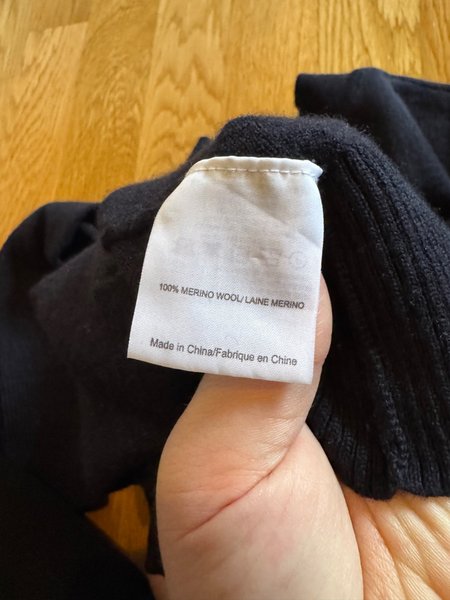 100% MERINO WOOL/ LAINE MERINO
Made in China/Fabrique en Chine